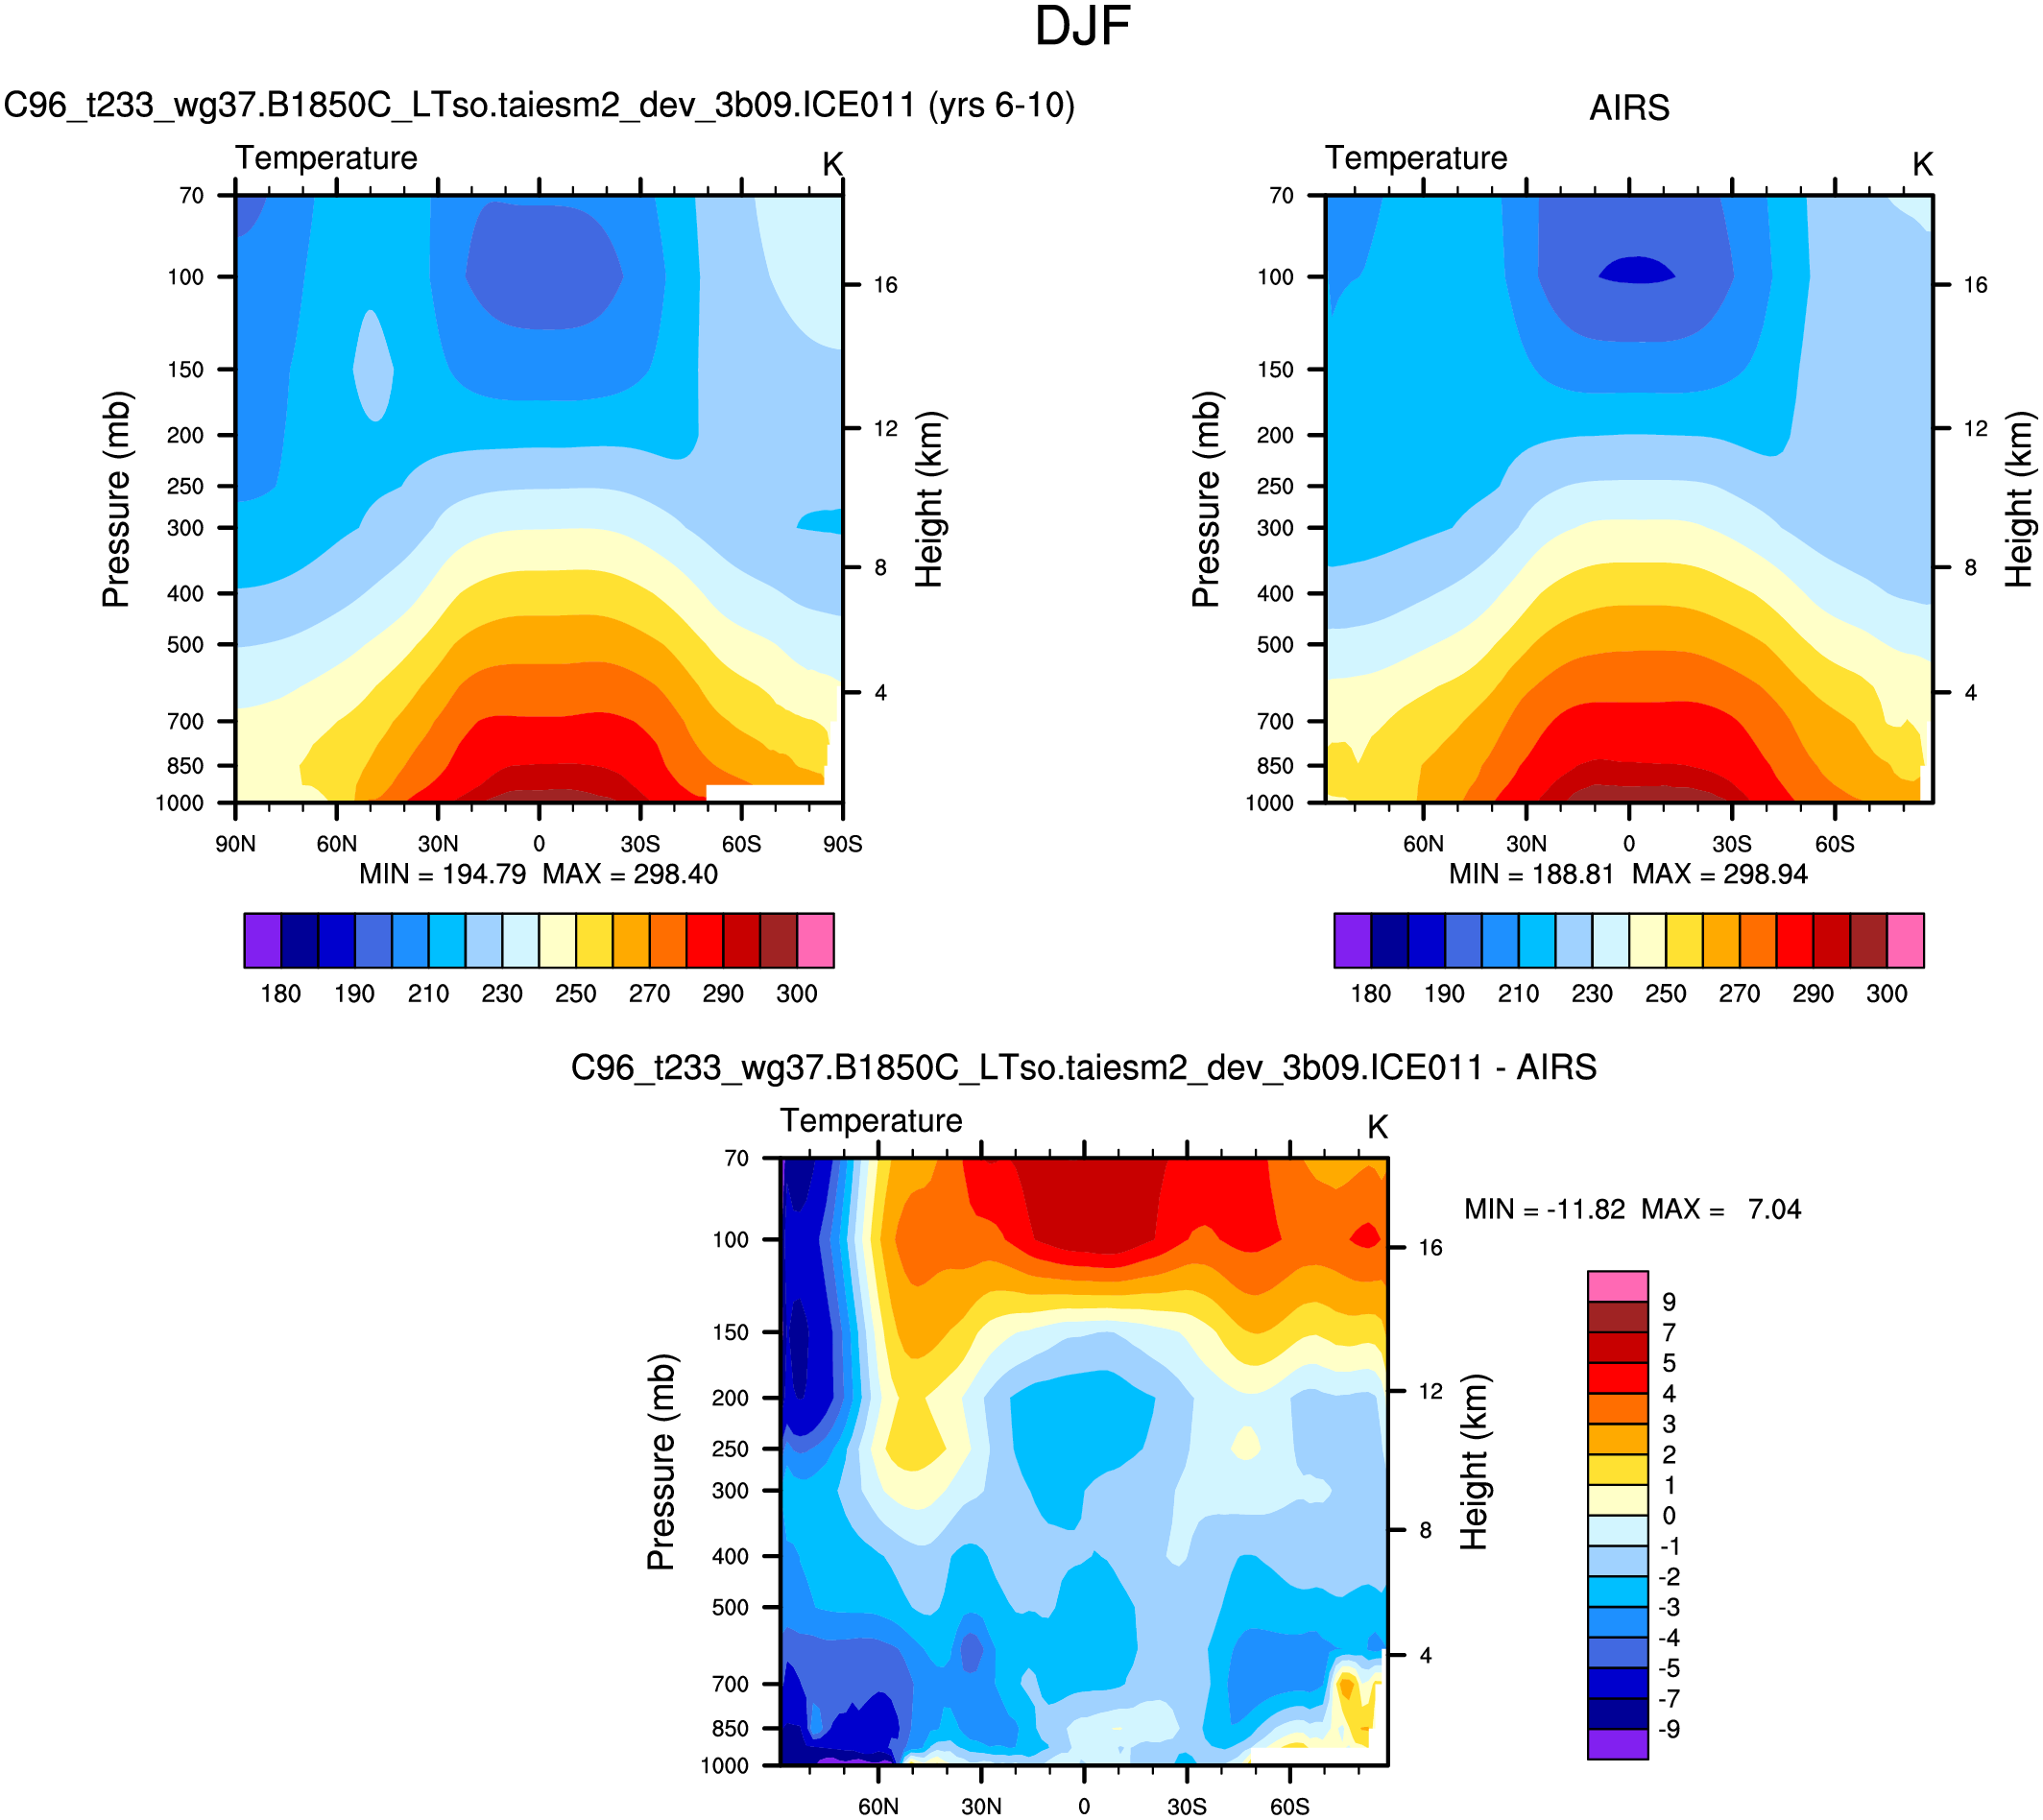 DJF
C96_t233_wg37.B1850C_LTso.taiesm2_dev_3b09.ICE011 (yrs 6-10)
Temperature K
70
100
150
200
250
300
400
500
700
850
1000
Pressure (mb)
16
12
8
4
Height (km)
90N 60N 30N 0 30S 60S 90S
MIN = 194.79 MAX = 298.40
180 190 210 230 250 270 290 300
AIRS
Temperature K
70
100
150
200
250
300
400
500
700
850
1000
Pressure (mb)
16
12
8
4
Height (km)
60N 30N 0 30S 60S
MIN = 188.81 MAX = 298.94
180 190 210 230 250 270 290 300
C96_t233_wg37.B1850C_LTso.taiesm2_dev_3b09.ICE011 - AIRS
Temperature K
70
100
150
200
250
300
400
500
700
850
1000
Pressure (mb)
16
12
8
4
Height (km)
60N 30N 0 30S 60S
MIN = -11.82 MAX = 7.04
9
7
5
4
3
2
1
0
-1
-2
-3
-4
-5
-7
-9